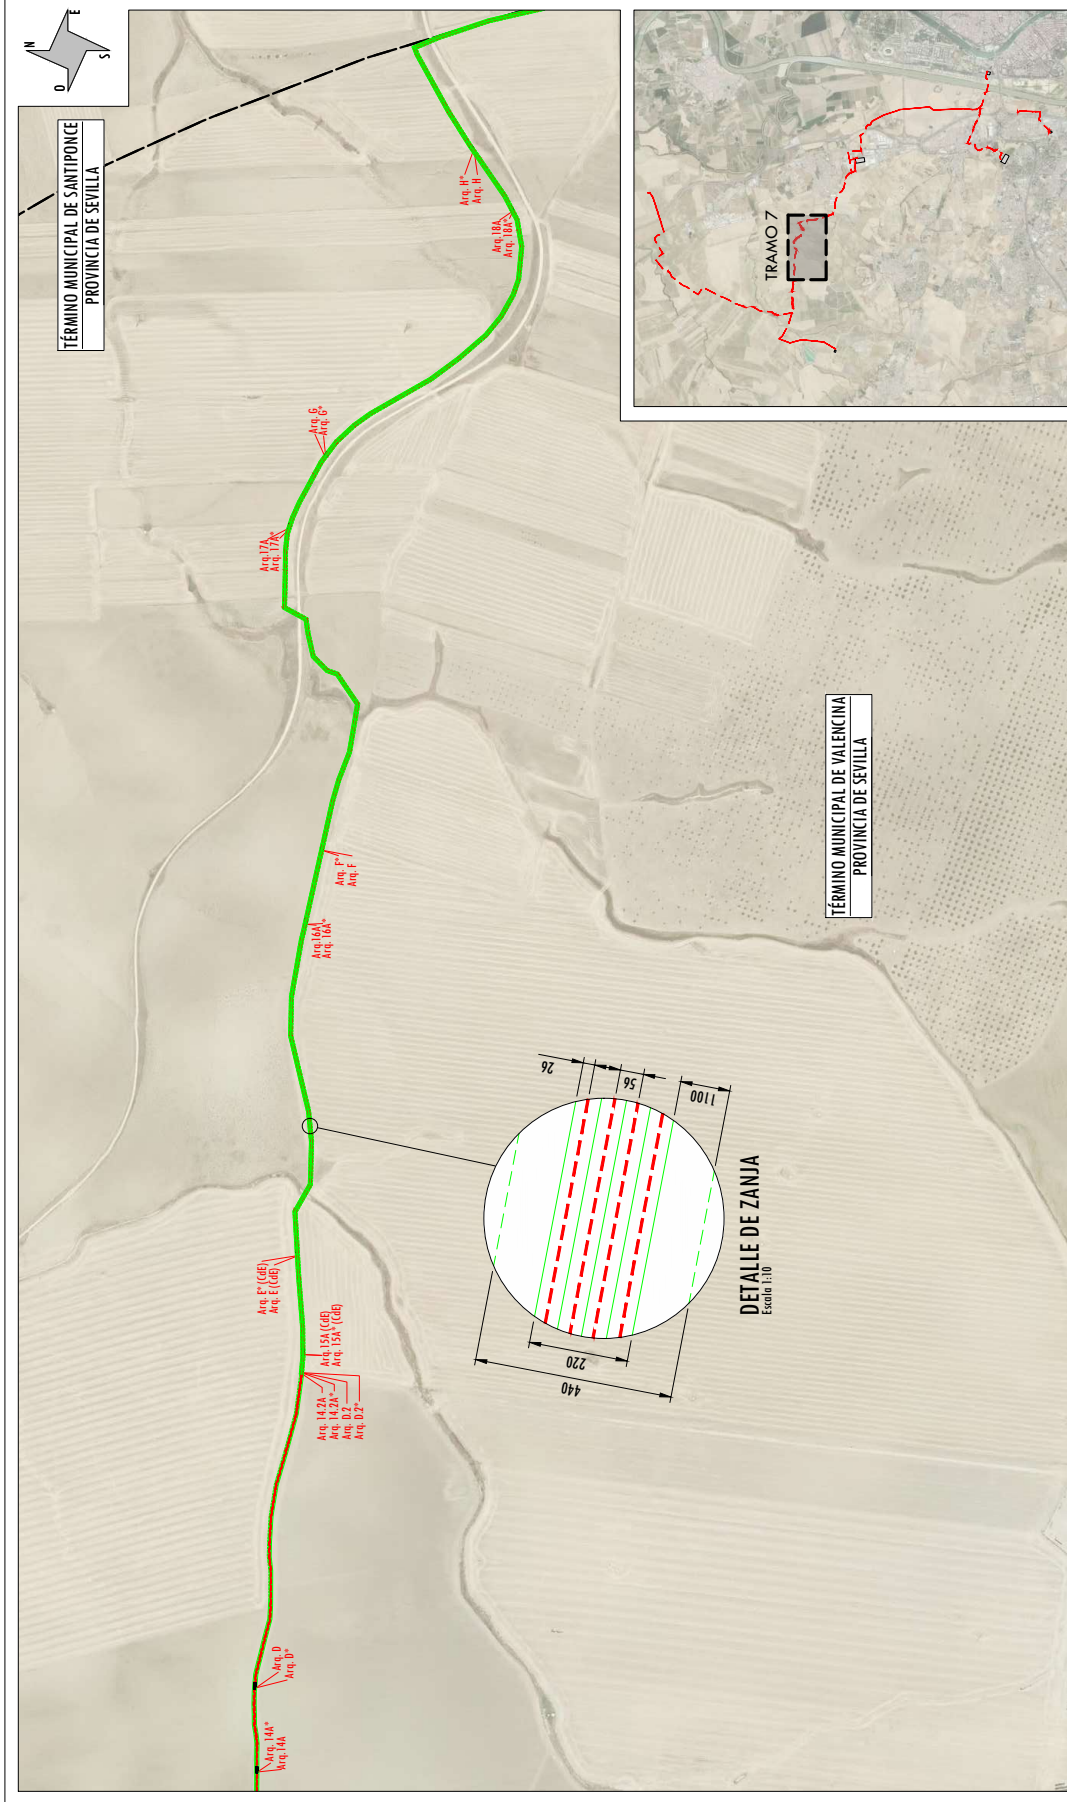 N
E
S
O
TÉRMINO MUNICIPAL DE SANTIPONCE
PROVINCIA DE SEVILLA
Arq. 14A*
Arq.14A
Arq. D
Arq. D*
Arq. 14.2A
Arq. 14.2A*
Arq. D.2
Arq. D.2*
Arq.15A (CdE)
Arq. 15A* (CdE)
Arq. E* (CdE)
Arq. E (CdE)
Arq.16A
Arq. 16A*
Arq. F*
Arq. F
Arq.17A
Arq. 17A*
Arq. G
Arq. G*
Arq.18A
Arq. 18A*
Arq. H*
Arq. H
TRAMO 7
TÉRMINO MUNICIPAL DE VALENCINA
PROVINCIA DE SEVILLA
440
220
26
56
1100
DETALLE DE ZANJA
Escala 1:10